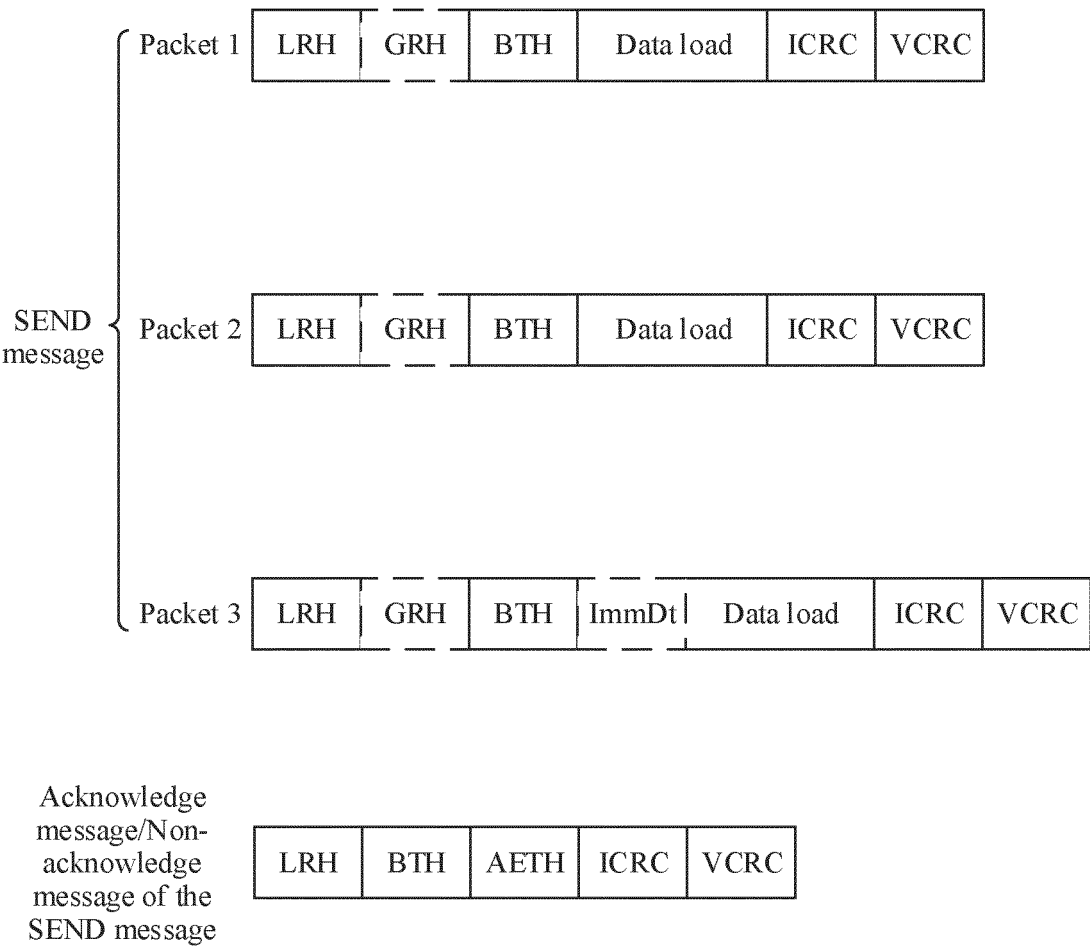 Packet 1 LRH GRH BTH Data load ICRC VCRC
SEND
message
Packet 2 LRH GRH BTH Data load ICRC VCRC
Packet 3 LRH GRH BTH ImmDt Data load ICRC VCRC
Acknowledge
message/Non-
acknowledge
message of the
SEND message
LRH BTH AETH ICRC VCRC